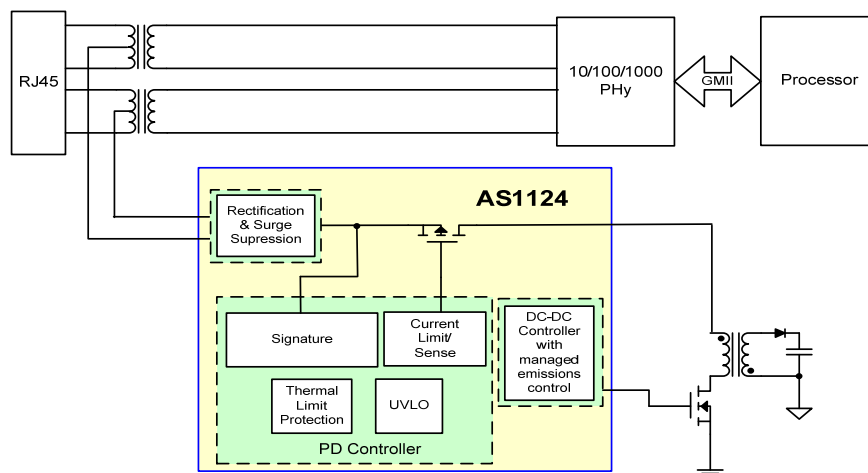 RJ45
10/100/1000
PHy
GMII
Processor
AS1124
Rectification
& Surge
Supression
Signature
Current
Limit/
Sense
DC-DC
Controller
with
managed
emissions
control
Thermal
Limit
Protection
UVLO
PD Controller